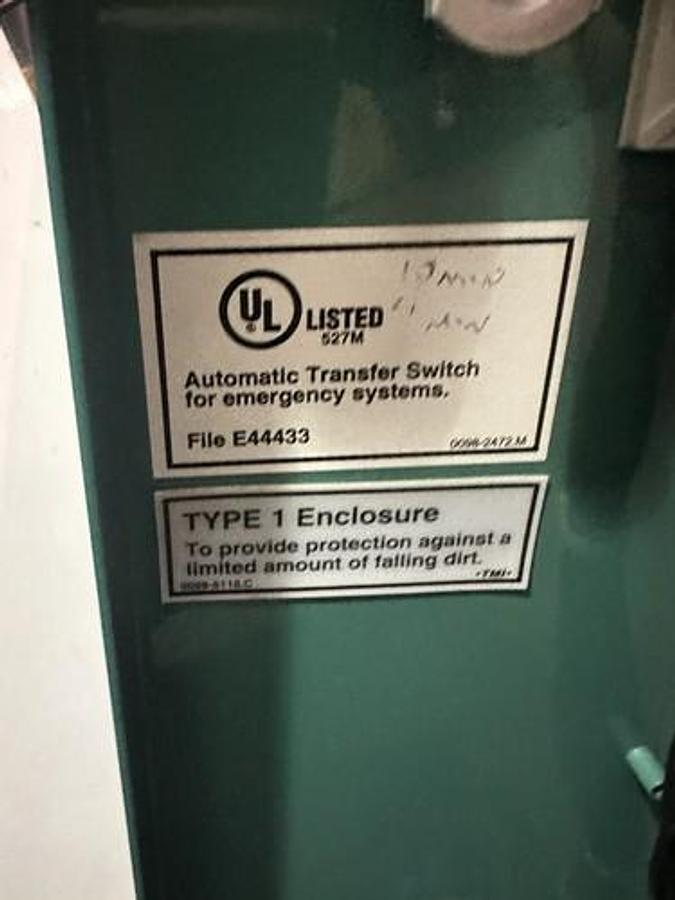 UL
LISTED
527M
Automatic Transfer Switch
for emergency systems.
File E44433
0098-2472.M
TYPE 1 Enclosure
To provide protection against a
limited amount of falling dirt.
-TMI-